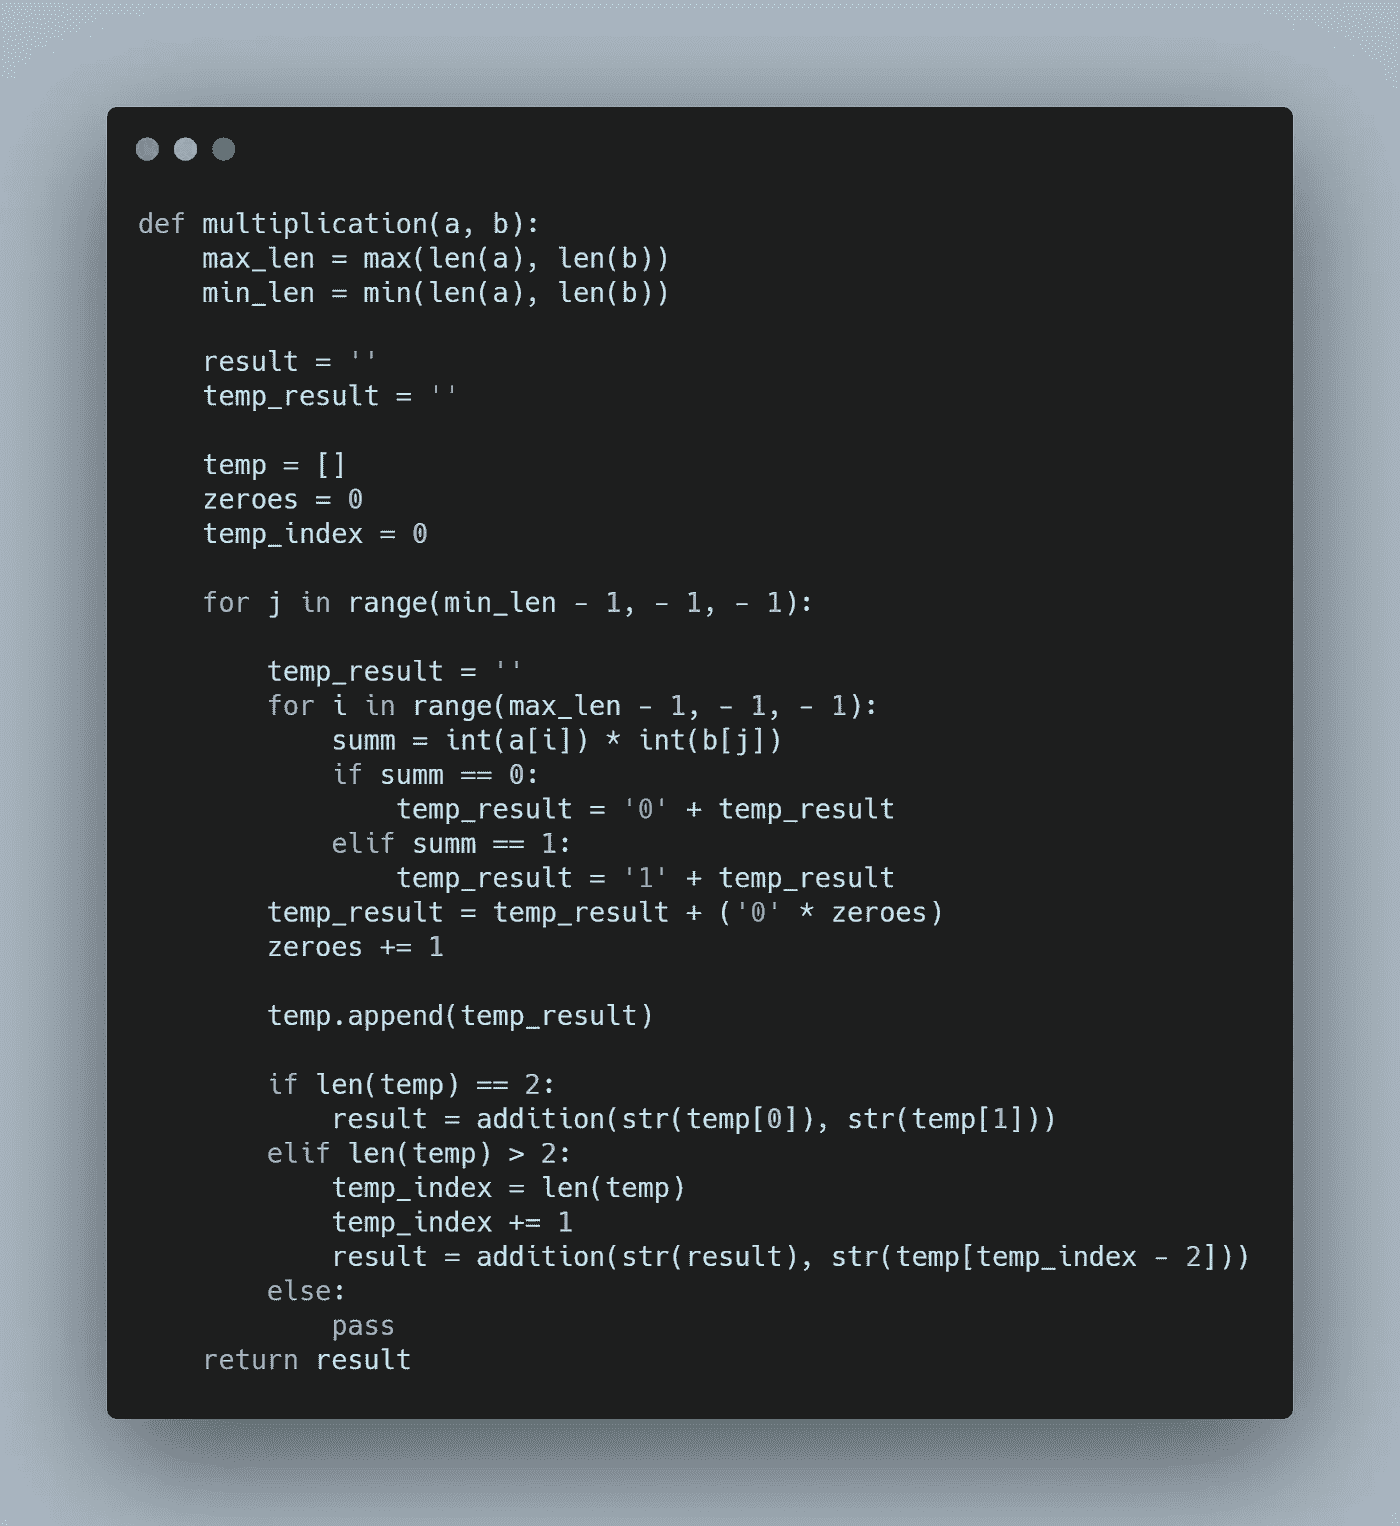 def multiplication(a, b):
    max_len = max(len(a), len(b))
    min_len = min(len(a), len(b))

    result = ''
    temp_result = ''

    temp = []
    zeroes = 0
    temp_index = 0

    for j in range(min_len - 1, - 1, - 1):

        temp_result = ''
        for i in range(max_len - 1, - 1, - 1):
            summ = int(a[i]) * int(b[j])
            if summ == 0:
                temp_result = '0' + temp_result
            elif summ == 1:
                temp_result = '1' + temp_result
        temp_result = temp_result + ('0' * zeroes)
        zeroes += 1

        temp.append(temp_result)

        if len(temp) == 2:
            result = addition(str(temp[0]), str(temp[1]))
        elif len(temp) > 2:
            temp_index = len(temp)
            temp_index += 1
            result = addition(str(result), str(temp[temp_index - 2]))
        else:
            pass
    return result